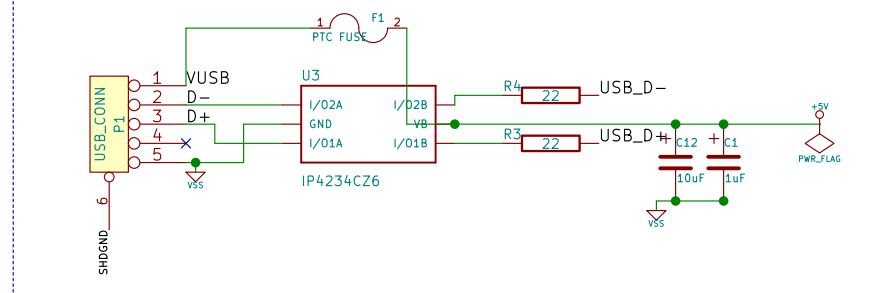 1
F1
2
PTC FUSE
1
VUSB
2
D-
3
D+
4
5
6
USB_CONN
P1
VSS
SHDGND
U3
I/O2A
I/O2B
GND
VB
I/O1A
I/O1B
IP4234CZ6
R4
22
USB_D-
R3
22
USB_D+
+
C12
10uF
+
C1
1uF
VSS
+5V
PWR_FLAG